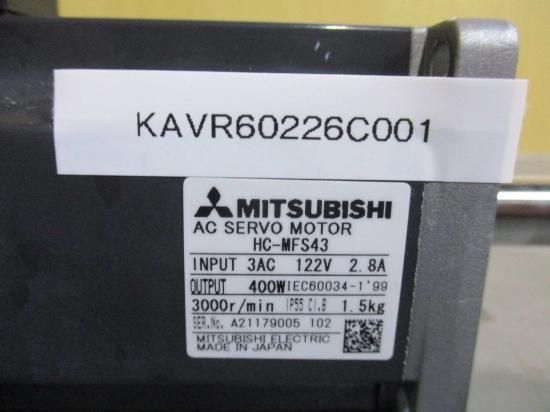 KAVR60226C001
MITSUBISHI
AC SERVO MOTOR
HC-MFS43
INPUT 3AC 122V 2.8A
OUTPUT 400W IEC60034-1'99
3000r/min IP55 CI.B 1.5kg
SER.No. A21179005 102
MITSUBISHI ELECTRIC
MADE IN JAPAN